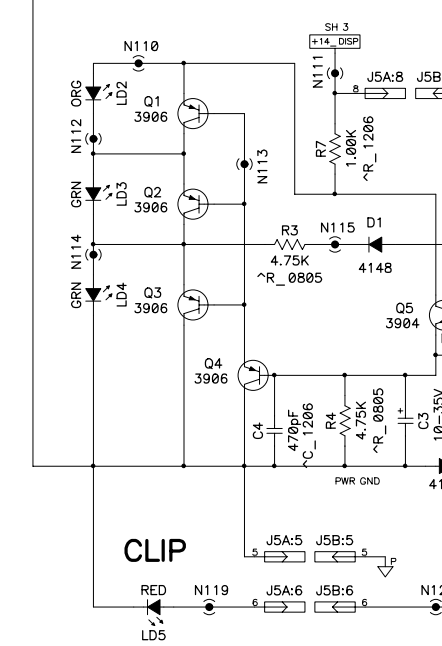 SH 3
+14_DISP
N110
N111
J5A:8
J5B
8
ORG
LD2
Q1
3906
N112
N113
R7
1.00K
^R_1206
GRN
LD3
Q2
3906
R3
4.75K
^R_0805
N115
D1
4148
N114
GRN
LD4
Q3
3906
Q5
3904
Q4
3906
C4
470pF
^C_1206
R4
4.75K
^R_0805
+
C3
10-35V
PWR GND
41
CLIP
J5A:5
J5B:5
5
5
P
RED
N119
J5A:6
J5B:6
N12
6
6
LD5